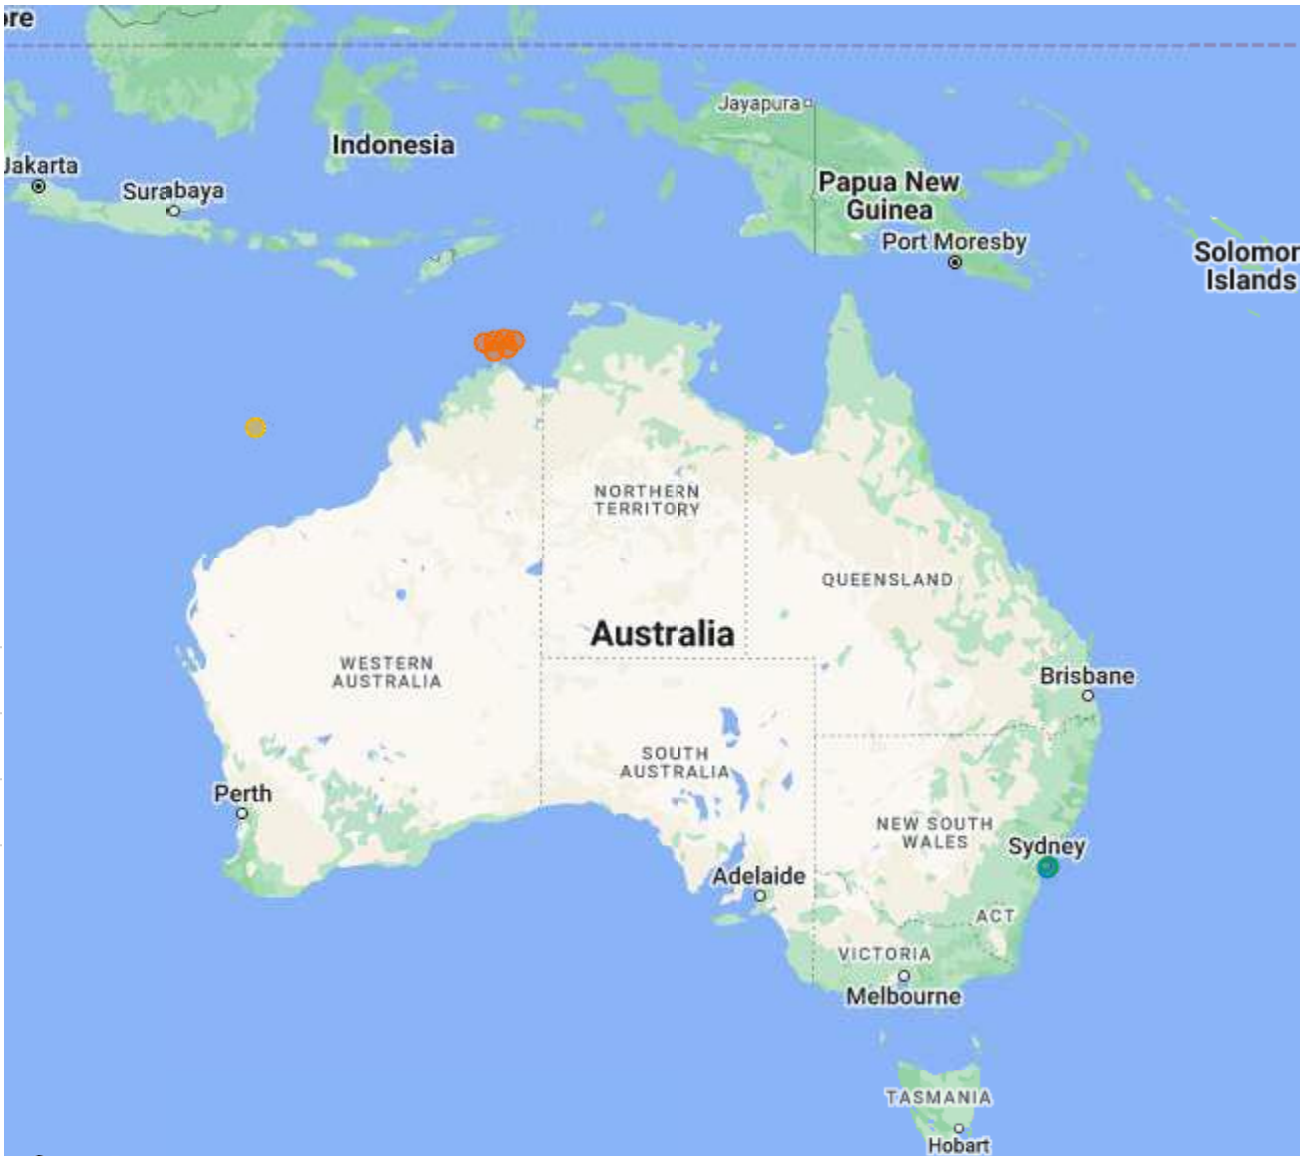 ore
Jayapura
Indonesia
Jakarta
Surabaya
Papua New
Guinea
Port Moresby
Solomon
Islands
NORTHERN
TERRITORY
QUEENSLAND
Australia
WESTERN
AUSTRALIA
Brisbane
SOUTH
AUSTRALIA
Perth
NEW SOUTH
WALES
Sydney
Adelaide
ACT
VICTORIA
Melbourne
TASMANIA
Hobart